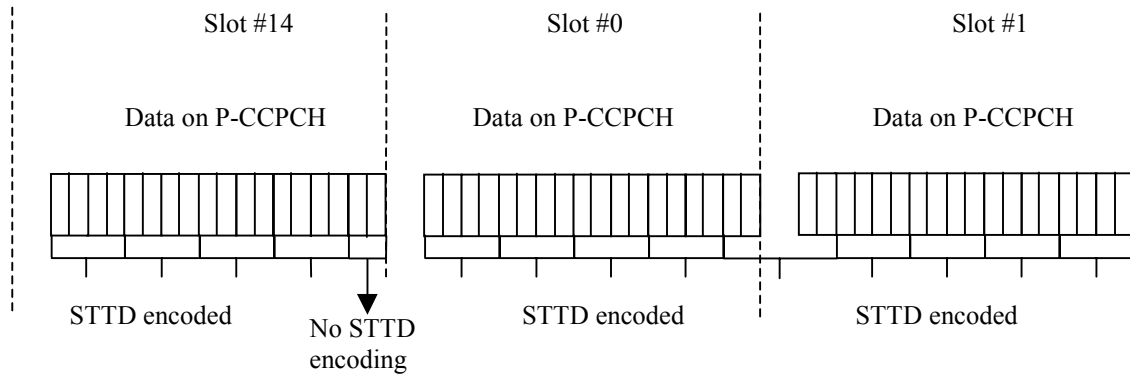 Slot #14
Slot #0
Slot #1
Data on P-CCPCH
Data on P-CCPCH
Data on P-CCPCH
STTD encoded
No STTD
encoding
STTD encoded
STTD encoded